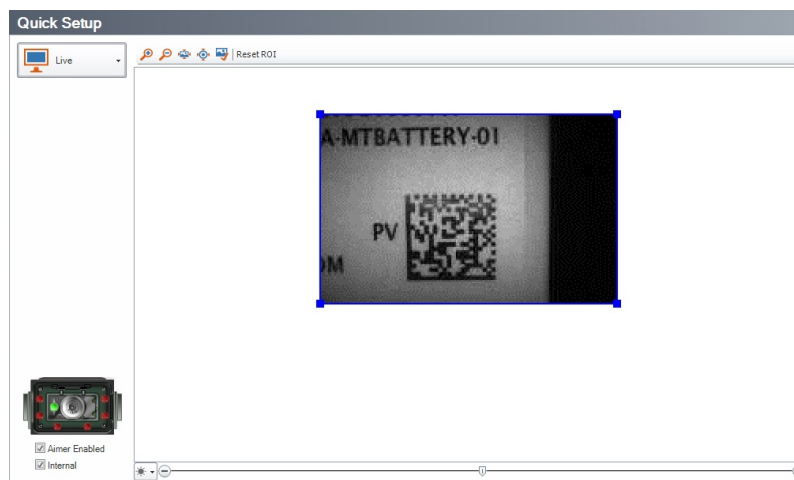 Quick Setup
Live
Reset ROI
A-MTBATTERY-01
PV
OM
Aimer Enabled
Internal